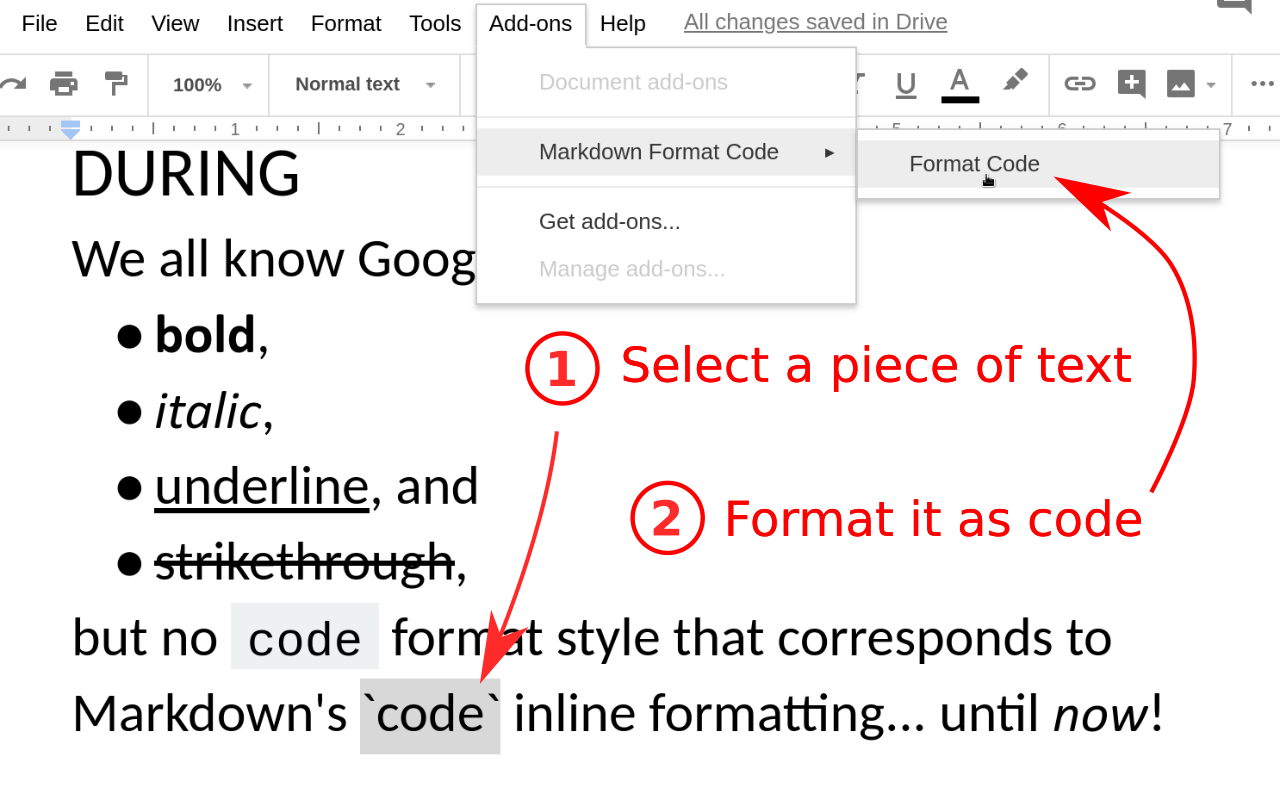 File Edit View Insert Format Tools Add-ons Help All changes saved in Drive
100% Normal text
Document add-ons
Markdown Format Code
Format Code
Get add-ons...
Manage add-ons...
1 2 5 6 7
DURING
We all know Goog
● bold,
● italic,
● underline, and
● strikethrough,
but no code format style that corresponds to
Markdown's `code` inline formatting... until now!
1 Select a piece of text
2 Format it as code